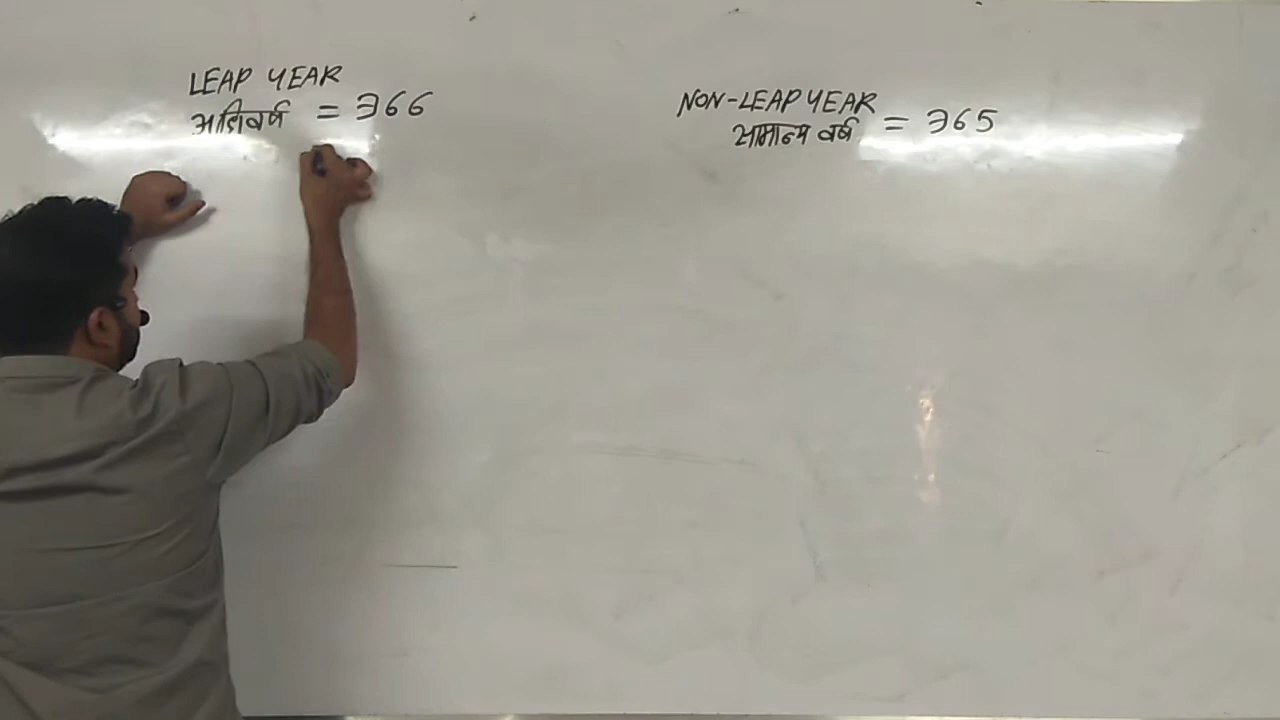 LEAP YEAR
अधिवर्ष = 366
NON-LEAP YEAR
सामान्य वर्ष = 365